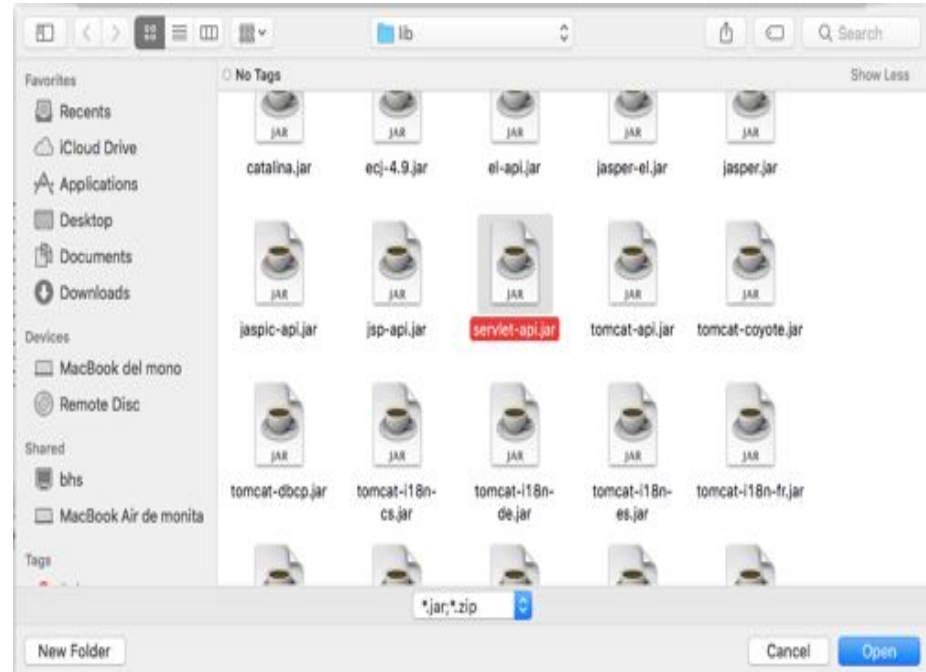 lib
Search
Favorites
Recents
iCloud Drive
Applications
Desktop
Documents
Downloads
Devices
MacBook del mono
Remote Disc
Shared
bhs
MacBook Air de monita
Tags
No Tags
Show Less
JAR JAR JAR JAR JAR
catalina.jar ecj-4.9.jar el-api.jar jasper-el.jar jasper.jar
JAR JAR JAR JAR JAR
jaspic-api.jar jsp-api.jar servlet-api.jar tomcat-api.jar tomcat-coyote.jar
JAR JAR JAR JAR JAR
tomcat-dbcp.jar tomcat-i18n- tomcat-i18n- tomcat-i18n- tomcat-i18n-fr.jar
cs.jar de.jar es.jar
*.jar;*.zip
New Folder
Cancel
Open